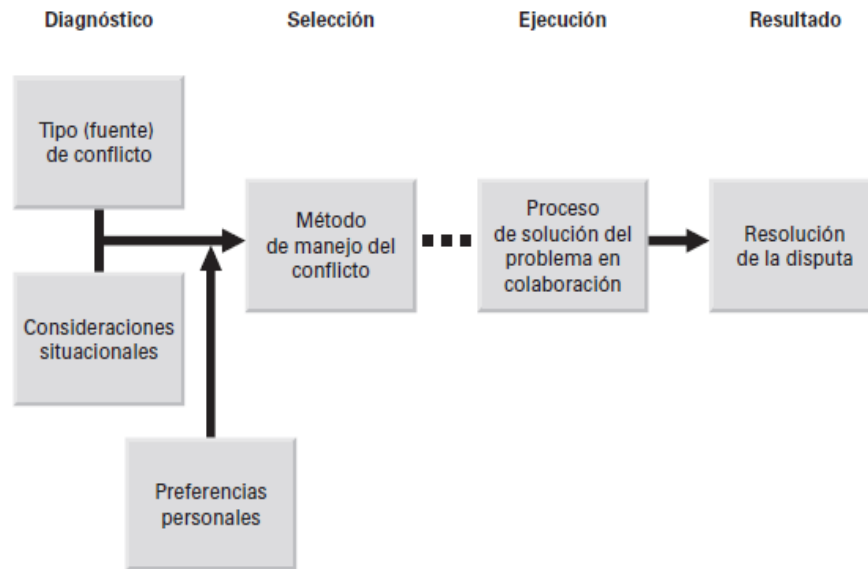 Diagnóstico
Selección
Ejecución
Resultado
Tipo (fuente)
de conflicto
Consideraciones
situacionales
Preferencias
personales
Método
de manejo del
conflicto
Proceso
de solución del
problema en
colaboración
Resolución
de la disputa